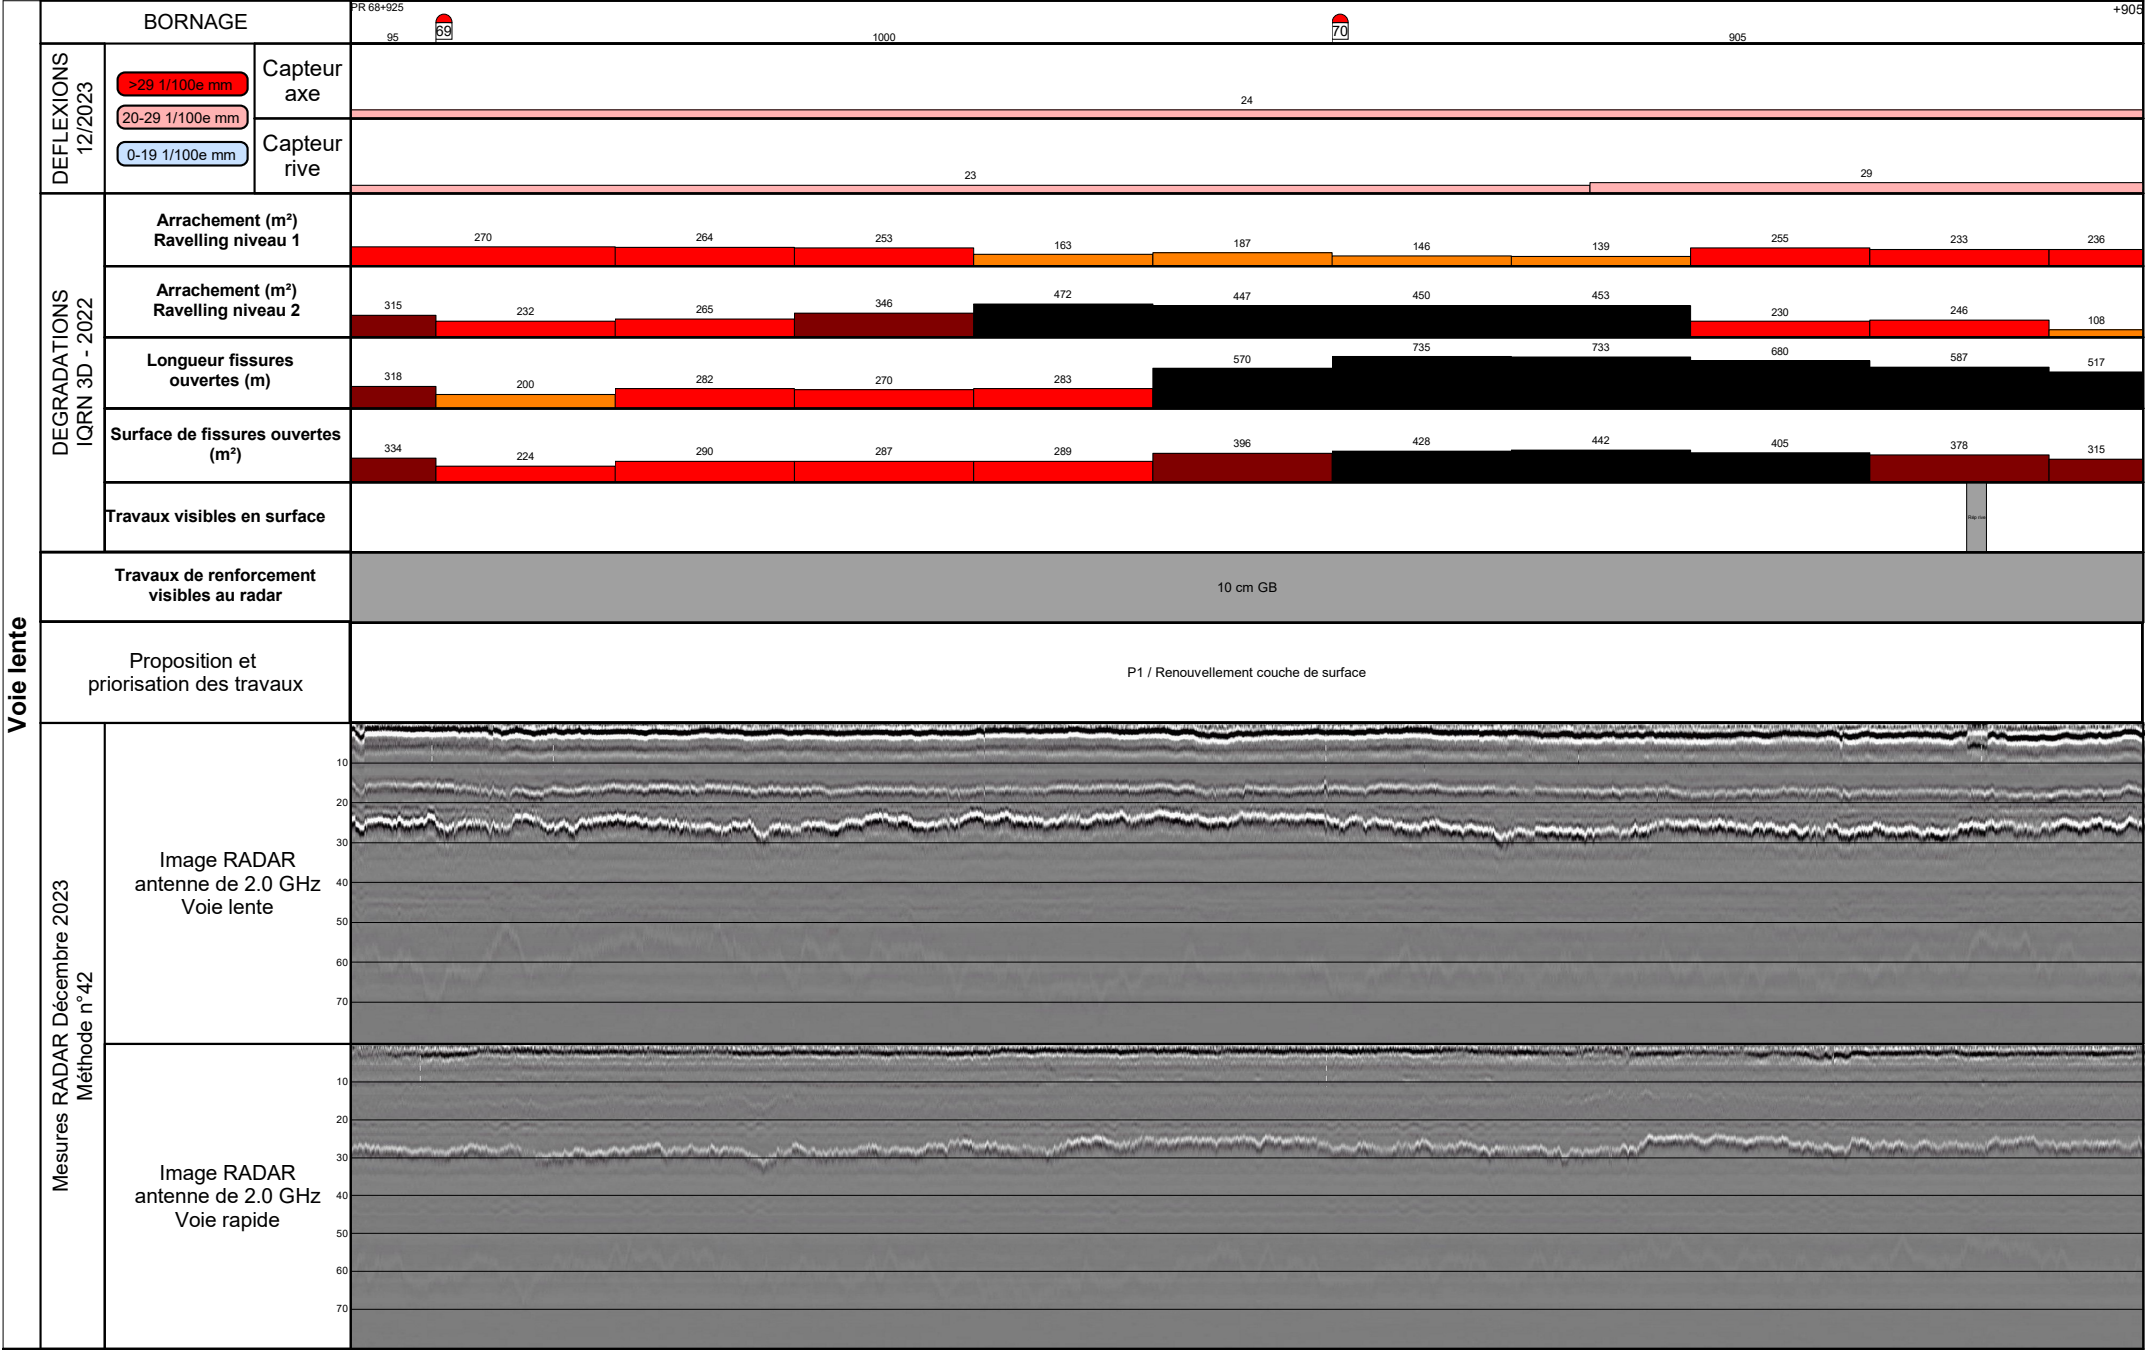 BORNAGE
PR 68+925
69
70
+905
95
1000
905
Voie lente
DEFLEXIONS
12/2023
>29 1/100e mm
20-29 1/100e mm
0-19 1/100e mm
Capteur
axe
24
Capteur
rive
23
29
DEGRADATIONS
IQRN 3D - 2022
Arrachement (m²)
Ravelling niveau 1
270 264 253 163 187 146 139 255 233 236
Arrachement (m²)
Ravelling niveau 2
315 232 265 346 472 447 450 453 230 246 108
Longueur fissures
ouvertes (m)
318 200 282 270 283 570 735 733 680 587 517
Surface de fissures ouvertes
(m²)
334 224 290 287 289 396 428 442 405 378 315
Travaux visibles en surface
Travaux de renforcement
visibles au radar
10 cm GB
Proposition et
priorisation des travaux
P1 / Renouvellement couche de surface
Mesures RADAR Décembre 2023
Méthode n°42
Image RADAR
antenne de 2.0 GHz
Voie lente
10
20
30
40
50
60
70
Image RADAR
antenne de 2.0 GHz
Voie rapide
10
20
30
40
50
60
70